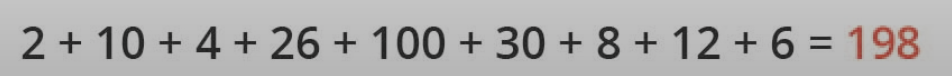 2 + 10 + 4 + 26 + 100 + 30 + 8 + 12 + 6 = 198